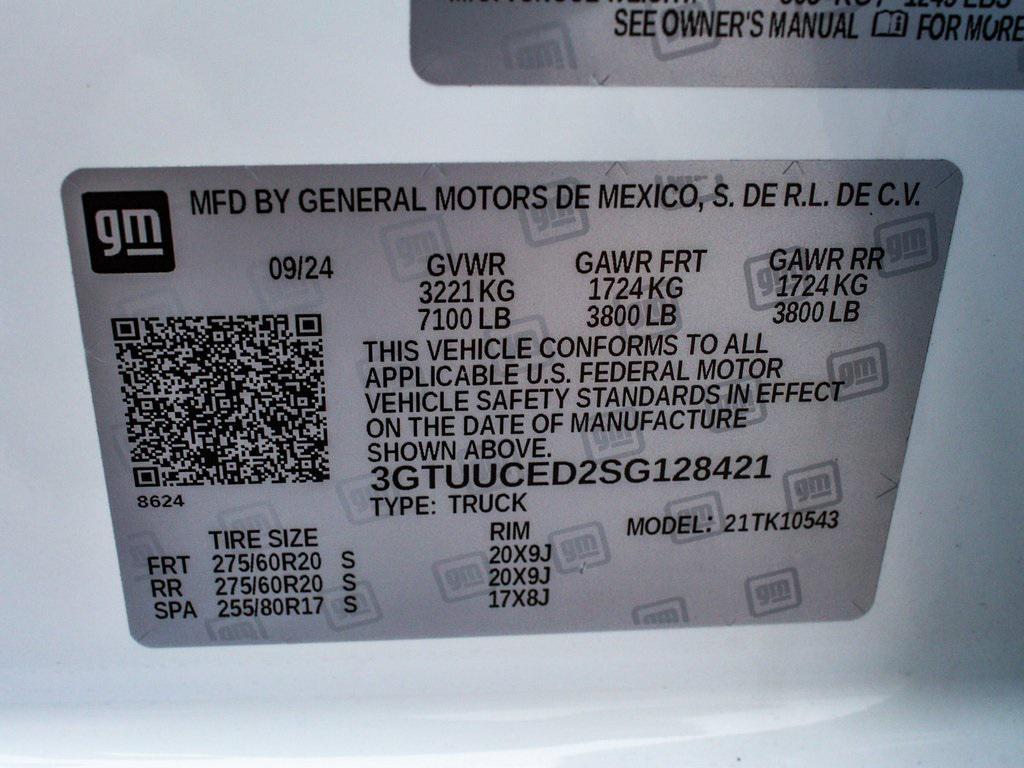 SEE OWNER'S MANUAL FOR MORE
gm
MFD BY GENERAL MOTORS DE MEXICO, S. DE R.L. DE C.V.
09/24 GVWR GAWR FRT GAWR RR
3221 KG 1724 KG 1724 KG
7100 LB 3800 LB 3800 LB
THIS VEHICLE CONFORMS TO ALL
APPLICABLE U.S. FEDERAL MOTOR
VEHICLE SAFETY STANDARDS IN EFFECT
ON THE DATE OF MANUFACTURE
SHOWN ABOVE.
3GTUUCED2SG128421
8624
TYPE: TRUCK
MODEL: 21TK10543
TIRE SIZE RIM
FRT 275/60R20 S 20X9J
RR 275/60R20 S 20X9J
SPA 255/80R17 S 17X8J